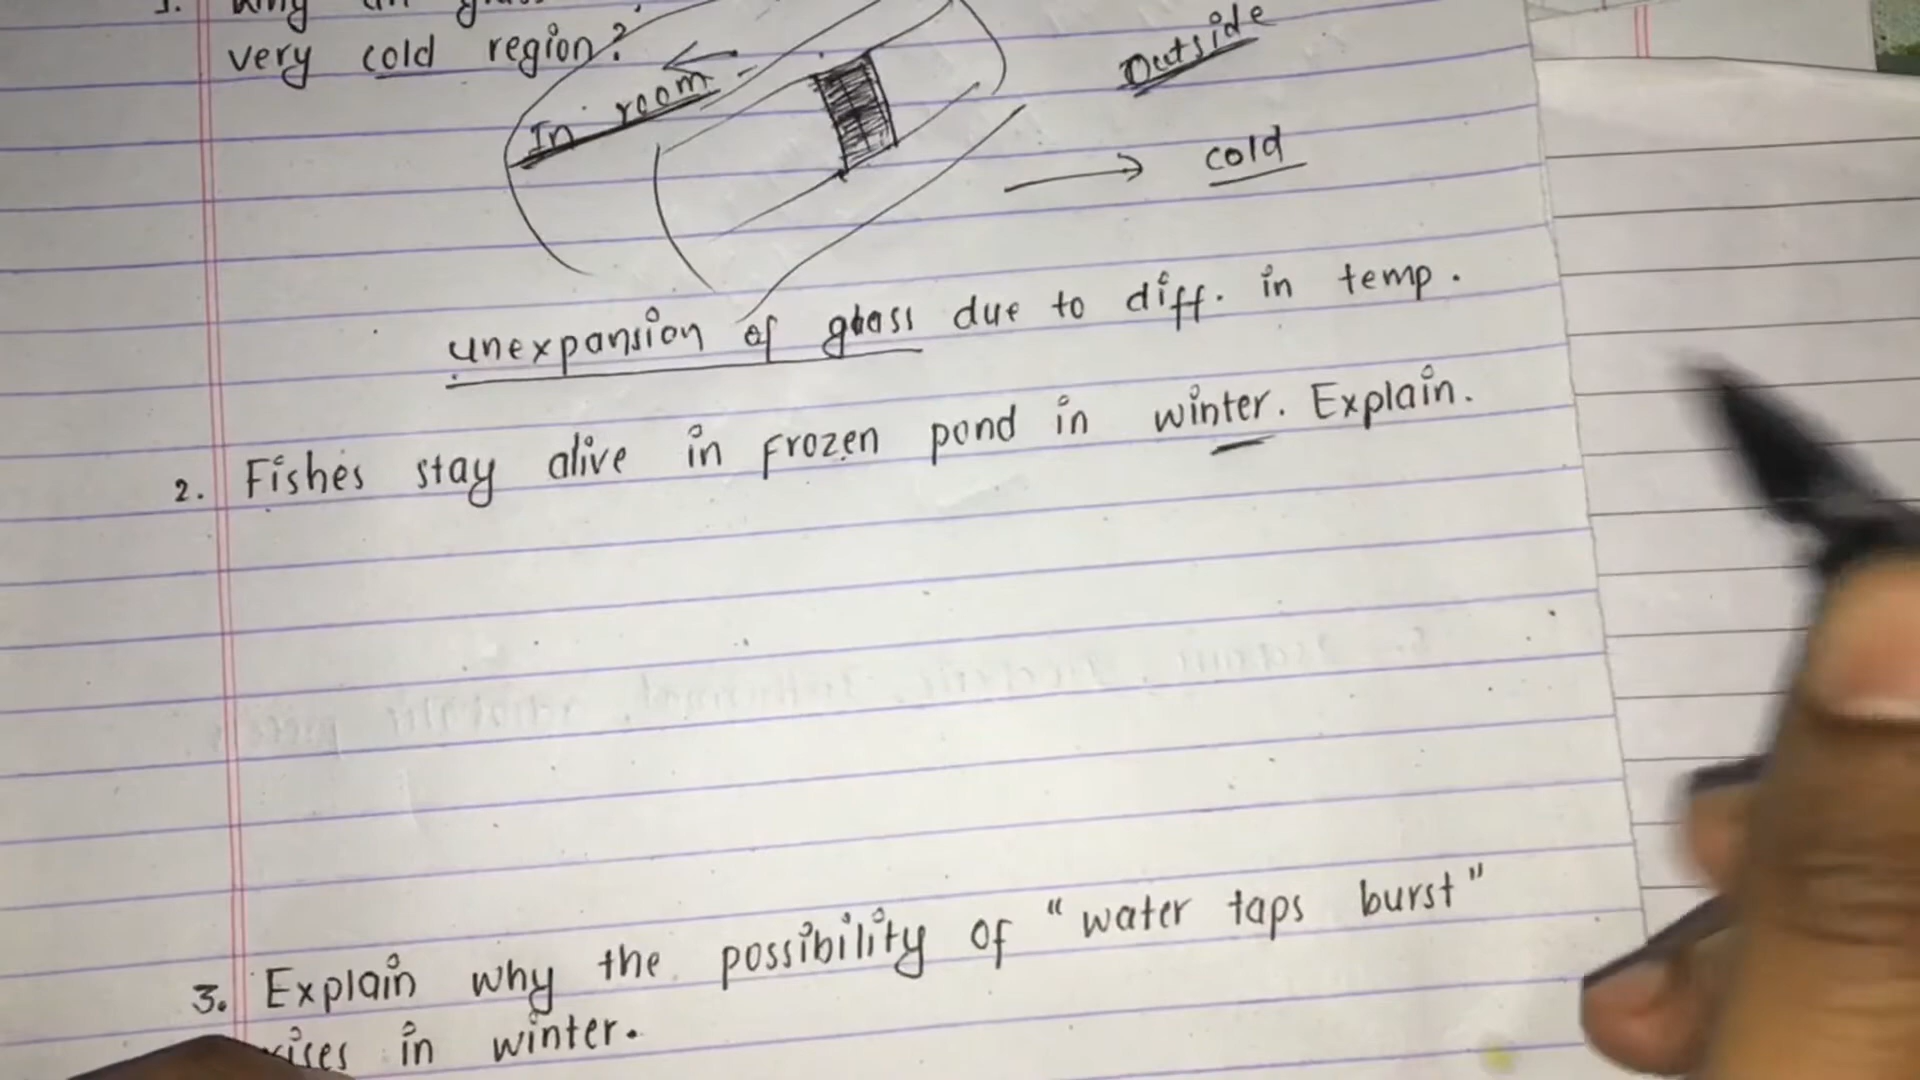 very cold region?
In room
Outside
cold
unexpansion of glass due to diff. in temp.
2. Fishes stay alive in frozen pond in winter. Explain.
3. Explain why the possibility of "water taps burst"
rises in winter.